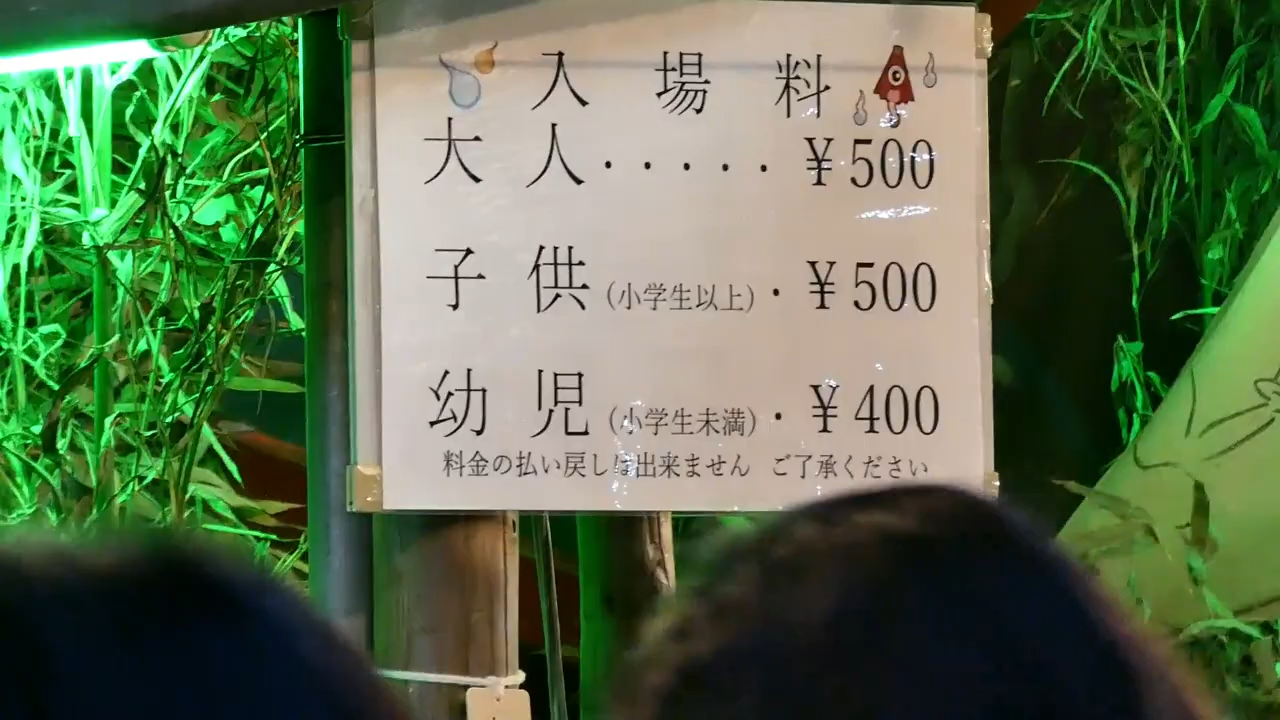 入場料
大人・・・・・¥500
子供(小学生以上)・¥500
幼児(小学生未満)・¥400
料金の払い戻しは出来ません ご了承ください